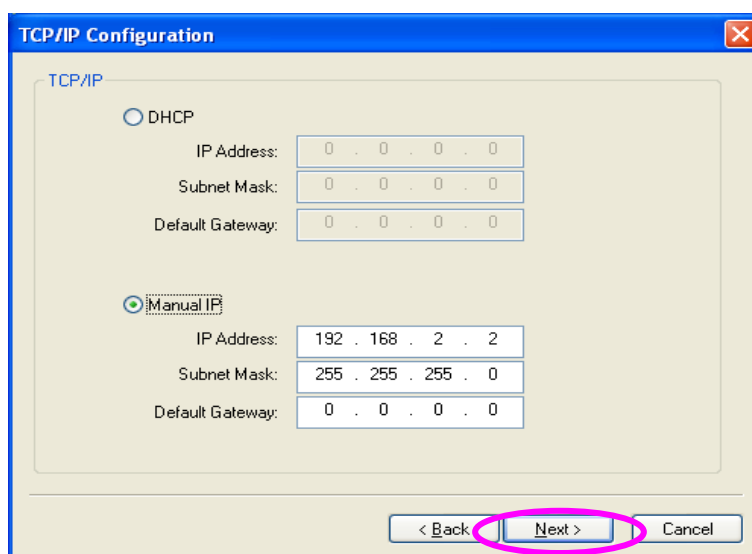 TCP/IP Configuration
TCP/IP
DHCP
IP Address: 0 . 0 . 0 . 0
Subnet Mask: 0 . 0 . 0 . 0
Default Gateway: 0 . 0 . 0 . 0
Manual IP
IP Address: 192 . 168 . 2 . 2
Subnet Mask: 255 . 255 . 255 . 0
Default Gateway: 0 . 0 . 0 . 0
< Back Next > Cancel